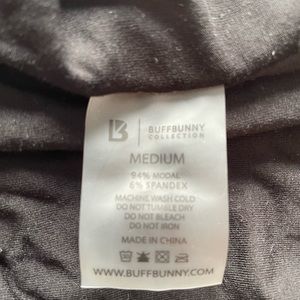 BUFFBUNNY
COLLECTION
MEDIUM
94% MODAL
6% SPANDEX
MACHINE WASH COLD
DO NOT TUMBLE DRY
DO NOT BLEACH
DO NOT IRON
MADE IN CHINA
WWW.BUFFBUNNY.COM